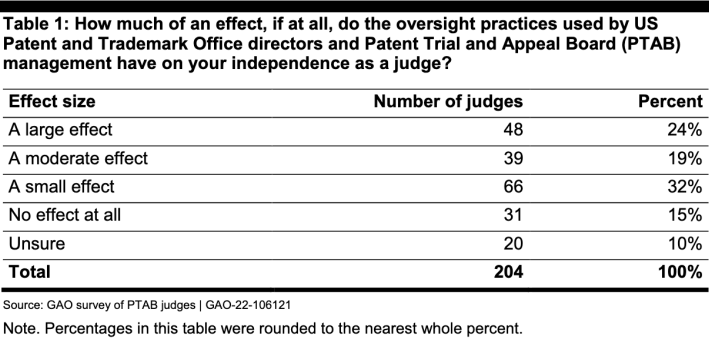 Table 1: How much of an effect, if at all, do the oversight practices used by US
Patent and Trademark Office directors and Patent Trial and Appeal Board (PTAB)
management have on your independence as a judge?
Effect size Number of judges Percent
A large effect 48 24%
A moderate effect 39 19%
A small effect 66 32%
No effect at all 31 15%
Unsure 20 10%
Total 204 100%
Source: GAO survey of PTAB judges | GAO-22-106121
Note. Percentages in this table were rounded to the nearest whole percent.